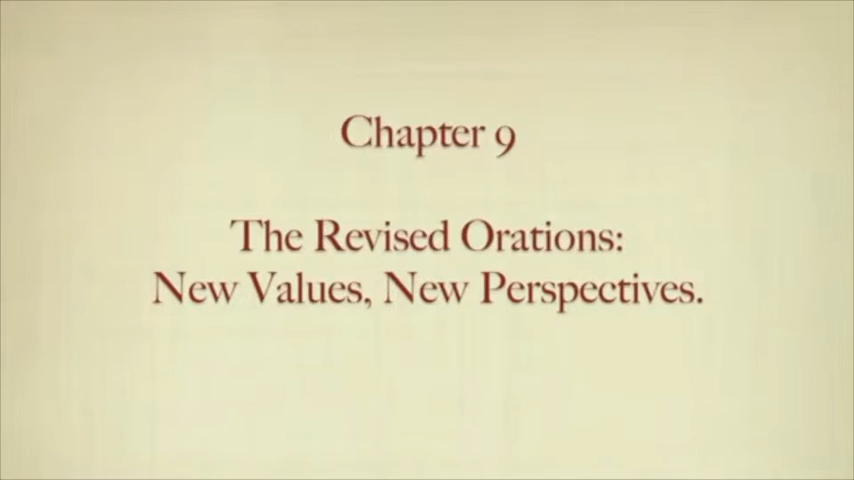 Chapter 9
The Revised Orations:
New Values, New Perspectives.